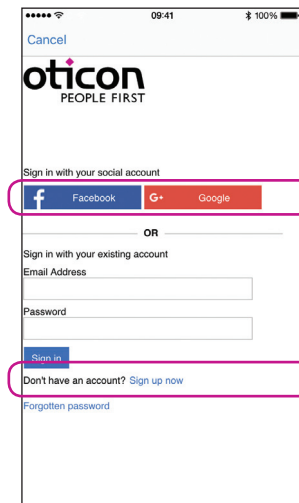 09:41
100%
Cancel
oticon
PEOPLE FIRST
Sign in with your social account
f Facebook G+ Google
OR
Sign in with your existing account
Email Address
Password
Sign in
Don't have an account? Sign up now
Forgotten password